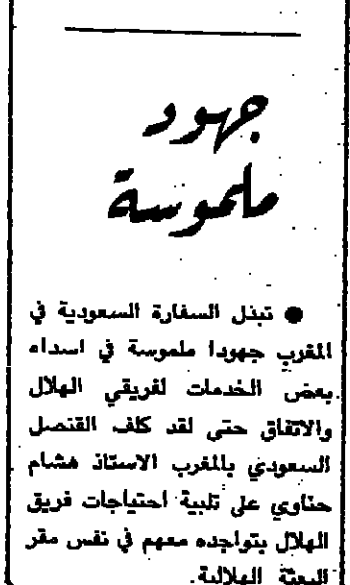 جهود
ملموسة
● تبذل السفارة السعودية في
المغرب جهودا ملموسة في اسداء
بعض الخدمات لفريقي الهلال
والاتفاق حتى لقد كلف القنصل
السعودي بالمغرب الاستاذ هشام
حناوي على تلبية احتياجات فريق
الهلال بتواجده معهم في نفس مقر
البعثة الهلالية.